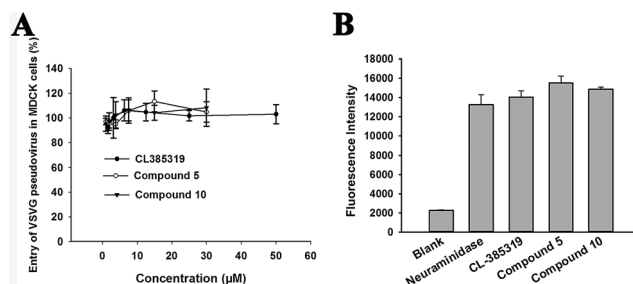 A
Entry of VSVG pseudovirus in MDCK cells (%)
140
120
100
80
60
40
20
0
CL385319
Compound 5
Compound 10
0 10 20 30 40 50 60
Concentration (µM)
B
Fluorescence Intensity
18000
16000
14000
12000
10000
8000
6000
4000
2000
0
Blank
Neuraminidase
CL-385319
Compound 5
Compound 10